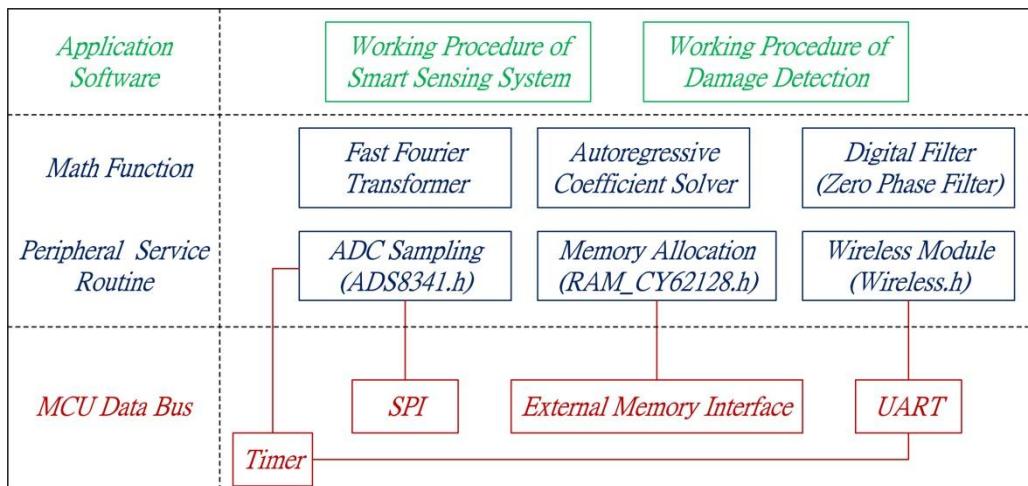 Application
Software
Working Procedure of
Smart Sensing System
Working Procedure of
Damage Detection
Math Function
Fast Fourier
Transformer
Autoregressive
Coefficient Solver
Digital Filter
(Zero Phase Filter)
Peripheral Service
Routine
ADC Sampling
(ADS8341.h)
Memory Allocation
(RAM_CY62128.h)
Wireless Module
(Wireless.h)
MCU Data Bus
SPI
External Memory Interface
UART
Timer